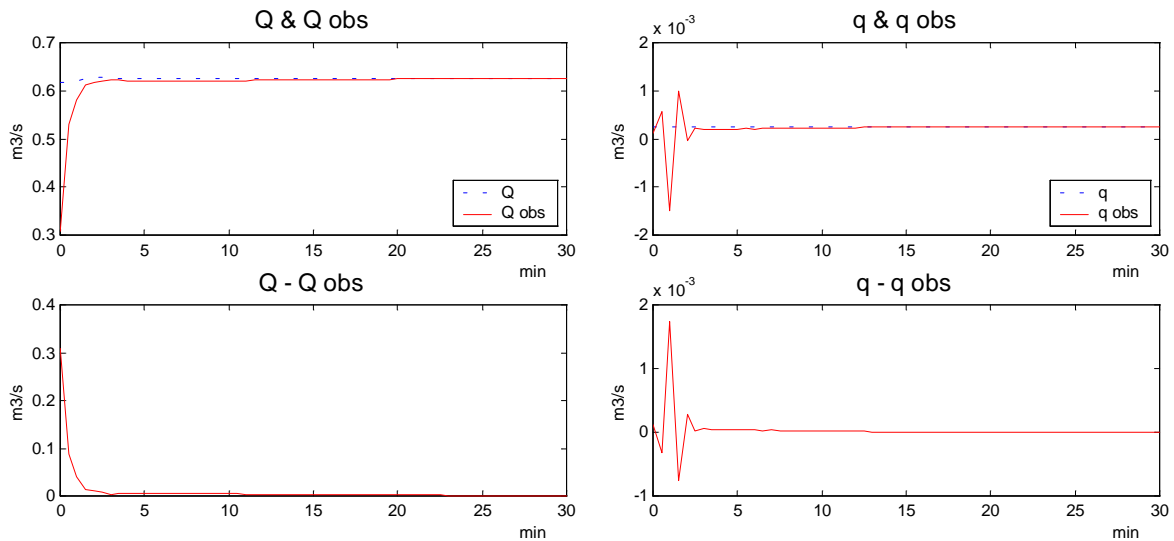 Q & Q obs
0.7
0.6
0.5
0.4
0.3
m3/s
Q
Q obs
0 5 10 15 20 25 30
min
q & q obs
x 10-3
2
1
0
-1
-2
m3/s
q
q obs
0 5 10 15 20 25 30
min
Q - Q obs
0.4
0.3
0.2
0.1
0
m3/s
0 5 10 15 20 25 30
min
q - q obs
x 10-3
2
1
0
-1
m3/s
0 5 10 15 20 25 30
min